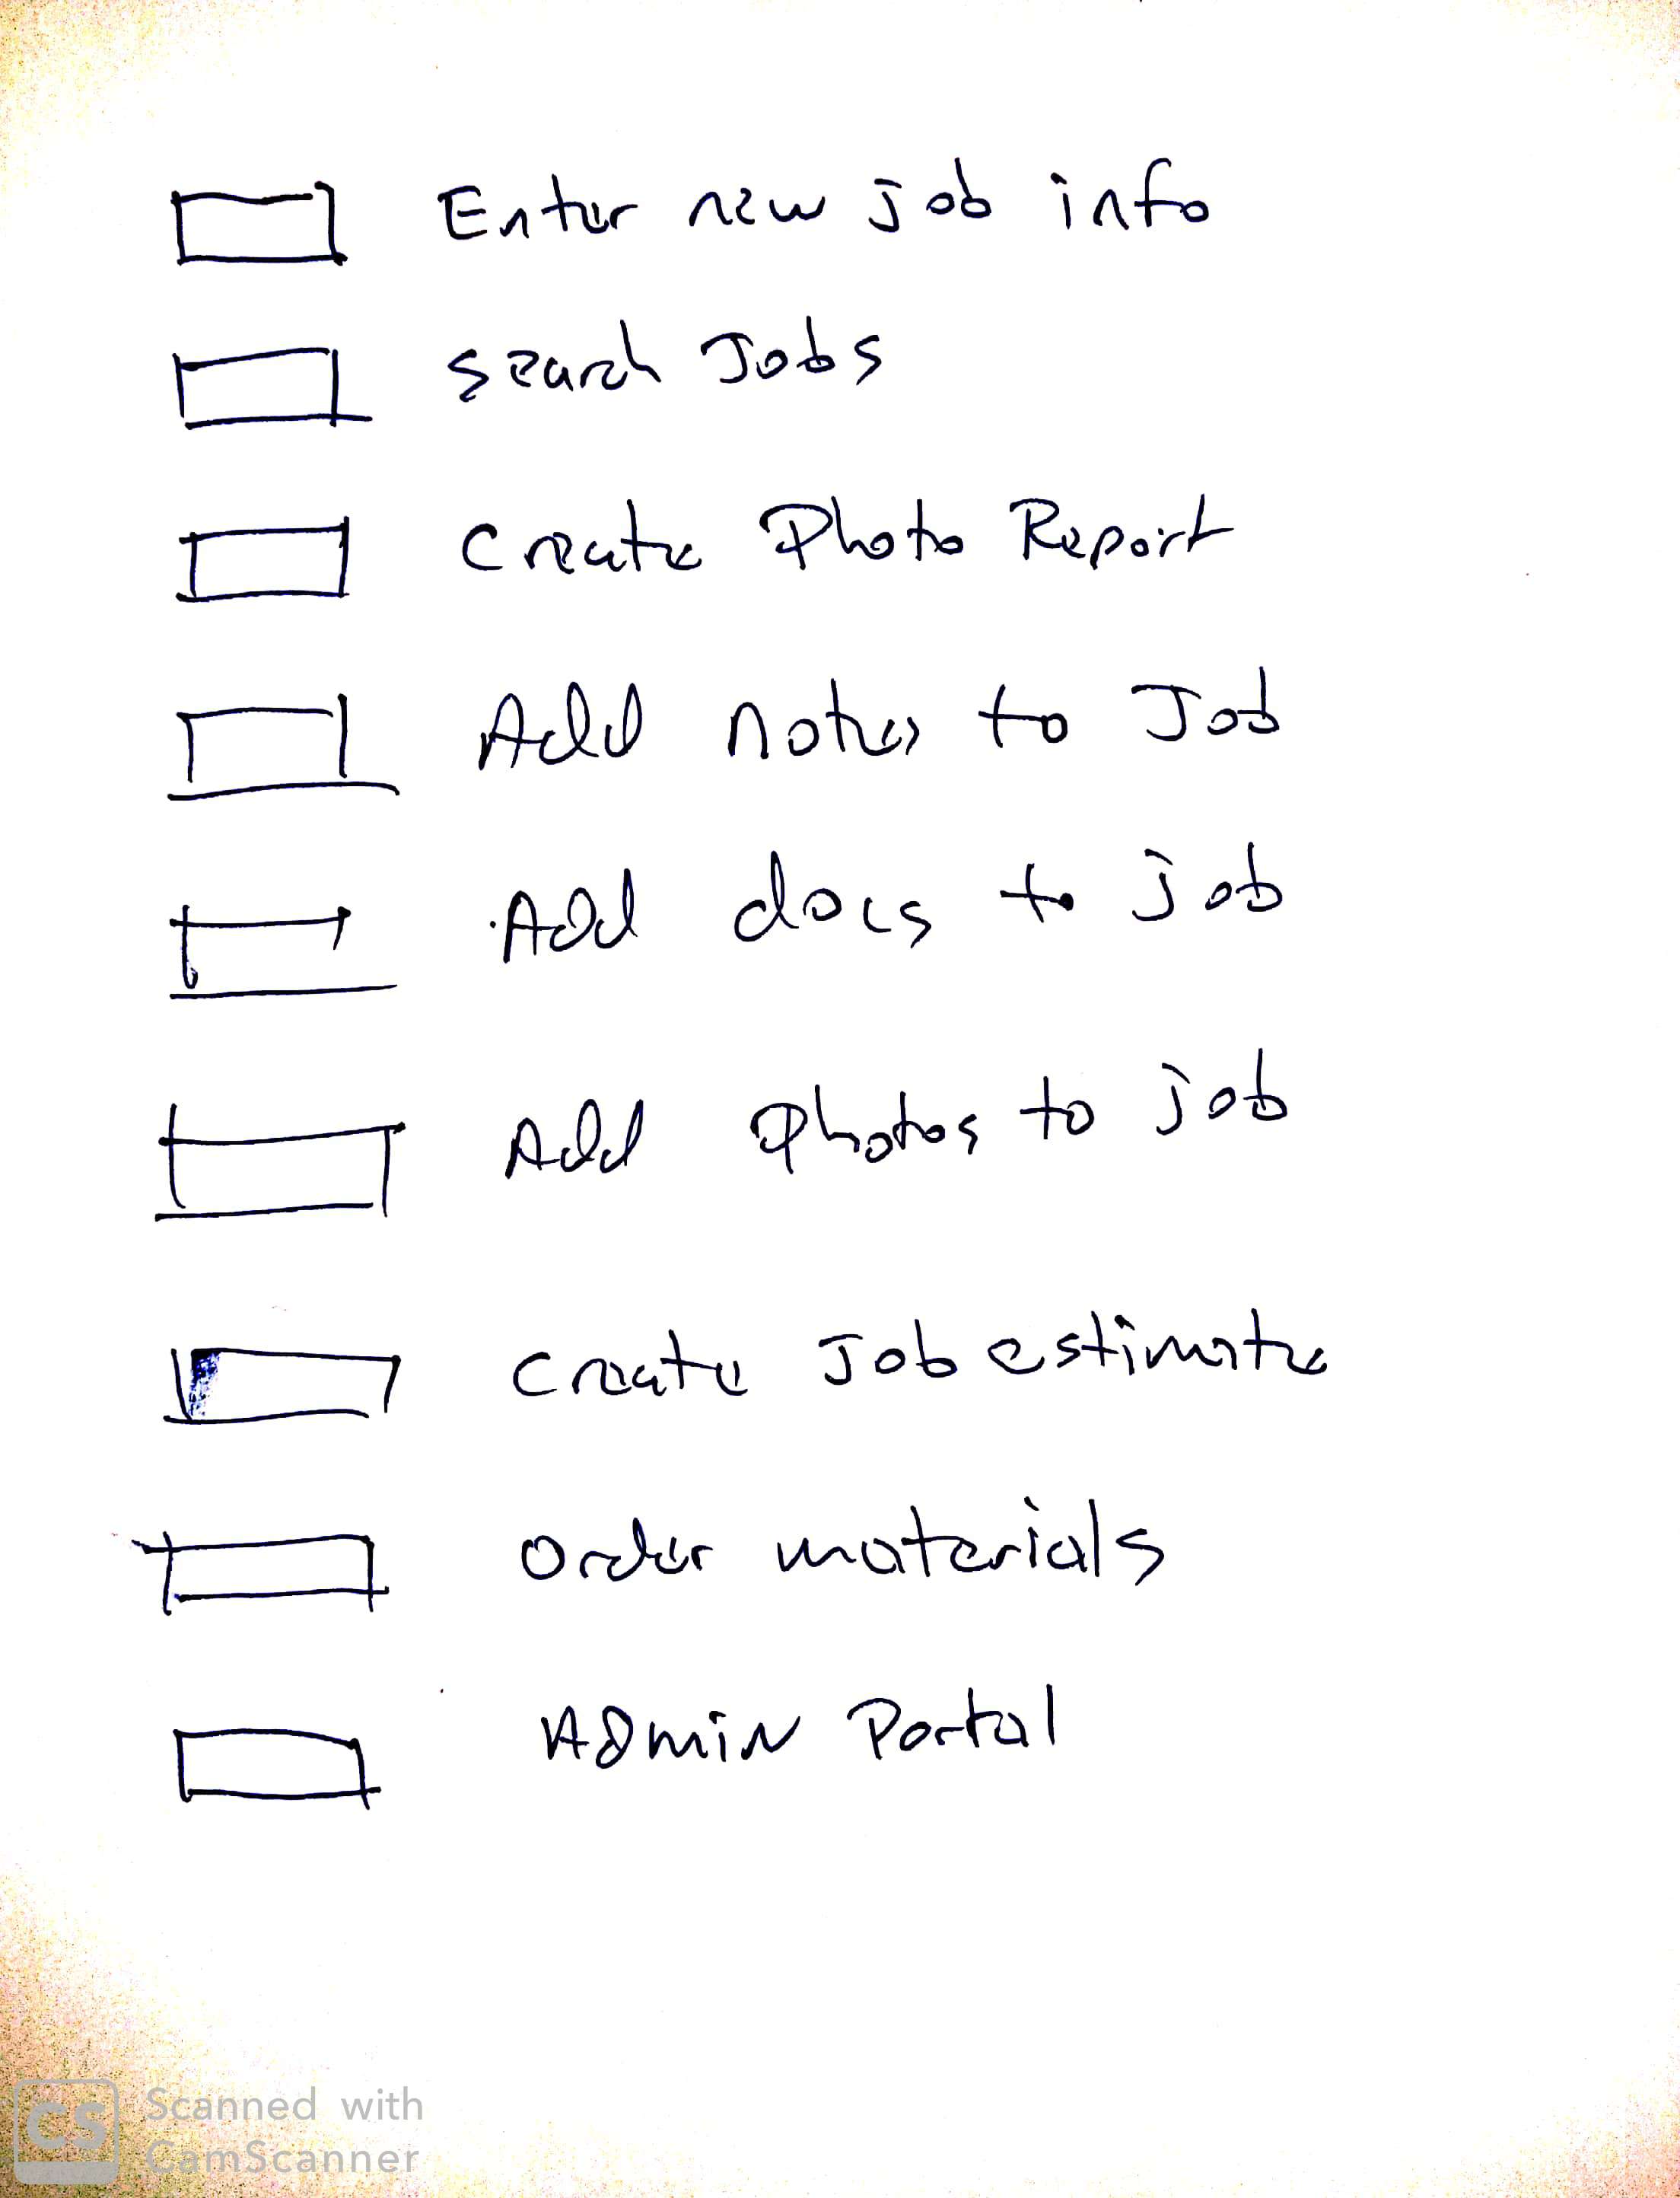 Enter new job info
search Jobs
Create Photo Report
Add notes to Job
Add docs to job
Add Photos to job
Create Job estimate
Order materials
Admin Portal
CS
Scanned with
CamScanner